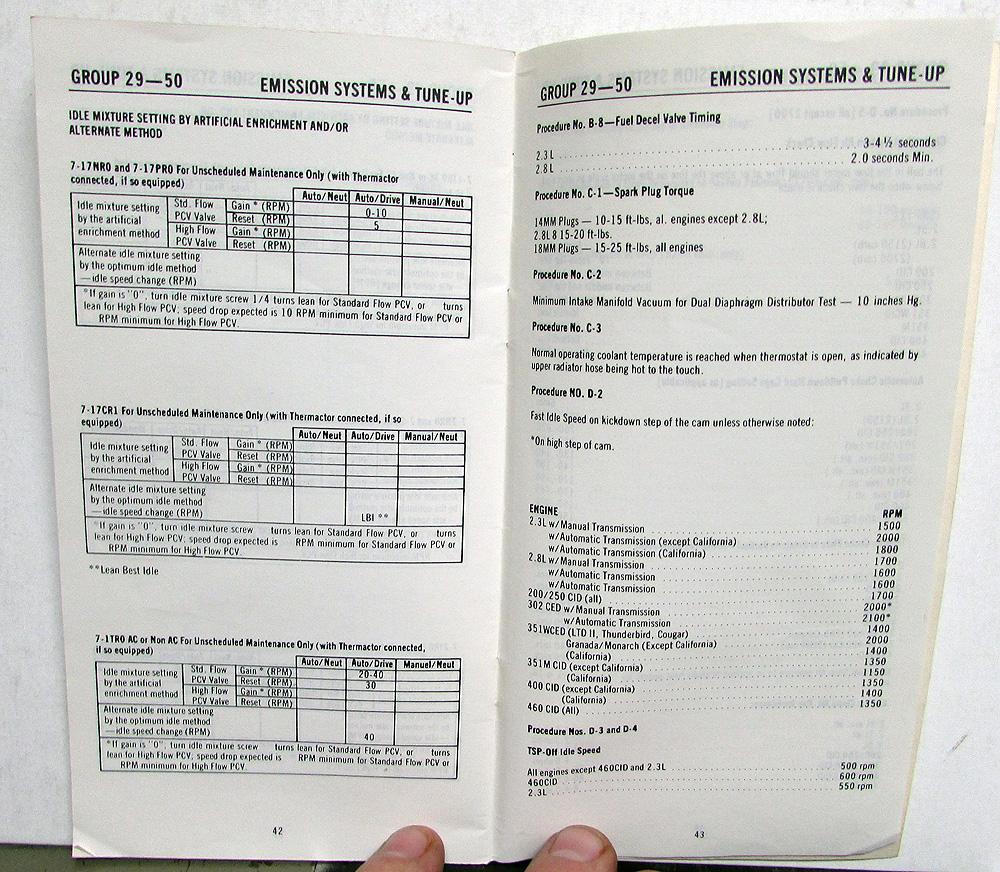 GROUP 29—50 EMISSION SYSTEMS & TUNE-UP
IDLE MIXTURE SETTING BY ARTIFICIAL ENRICHMENT AND/OR
ALTERNATE METHOD
7-17NR0 and 7-17PR0 For Unscheduled Maintenance Only (with Thermactor
connected, if so equipped)
Auto/Neut Auto/Drive Manual/Neut
Idle mixture setting Std. Flow Gain * (RPM) 0-10
by the artificial PCV Valve Reset (RPM) 5
enrichment method High Flow Gain * (RPM)
PCV Valve Reset (RPM)
Alternate idle mixture setting
by the optimum idle method
—idle speed change (RPM)
*If gain is "0", turn idle mixture screw 1/4 turns lean for Standard Flow PCV, or turns
lean for High Flow PCV; speed drop expected is 10 RPM minimum for Standard Flow PCV or
RPM minimum for High Flow PCV.
7-17CR1 For Unscheduled Maintenance Only (with Thermactor connected, if so
equipped)
Auto/Neut Auto/Drive Manual/Neut
Idle mixture setting Std. Flow Gain * (RPM)
by the artificial PCV Valve Reset (RPM)
enrichment method High Flow Gain * (RPM)
PCV Valve Reset (RPM)
Alternate idle mixture setting
by the optimum idle method
—idle speed change (RPM) LBI **
*If gain is "0", turn idle mixture screw turns lean for Standard Flow PCV, or turns
lean for High Flow PCV; speed drop expected is RPM minimum for Standard Flow PCV or
RPM minimum for High Flow PCV.
**Lean Best Idle
7-1TR0 AC or Non AC For Unscheduled Maintenance Only (with Thermactor connected,
if so equipped)
Auto/Neut Auto/Drive Manual/Neut
Idle mixture setting Std. Flow Gain * (RPM) 20-40
by the artificial PCV Valve Reset (RPM) 30
enrichment method High Flow Gain * (RPM)
PCV Valve Reset (RPM)
Alternate idle mixture setting
by the optimum idle method
—idle speed change (RPM) 40
*If gain is "0", turn idle mixture screw turns lean for Standard Flow PCV, or turns
lean for High Flow PCV; speed drop expected is RPM minimum for Standard Flow PCV or
RPM minimum for High Flow PCV.
42
GROUP 29—50 EMISSION SYSTEMS & TUNE-UP
Procedure No. B-8—Fuel Decel Valve Timing
2.3L 3-4½ seconds
2.8L 2.0 seconds Min.
Procedure No. C-1—Spark Plug Torque
14MM Plugs — 10-15 ft-lbs, al. engines except 2.8L;
2.8L8 15-20 ft-lbs.
18MM Plugs — 15-25 ft-lbs, all engines
Procedure No. C-2
Minimum Intake Manifold Vacuum for Dual Diaphragm Distributor Test — 10 inches Hg.
Procedure No. C-3
Normal operating coolant temperature is reached when thermostat is open, as indicated by
upper radiator hose being hot to the touch.
Procedure NO. D-2
Fast Idle Speed on kickdown step of the cam unless otherwise noted:
*On high step of cam.
ENGINE RPM
2.3L w/Manual Transmission 1500
w/Automatic Transmission (except California) 2000
w/Automatic Transmission (California) 1800
2.8L w/Manual Transmission 1700
w/Automatic Transmission 1600
w/Automatic Transmission 1600
200/250 CID (all) 1700
302 CED w/Manual Transmission 2000*
w/Automatic Transmission 2100*
351WCED (LTD II, Thunderbird, Cougar) 1400
Granada/Monarch (Except California) 2000
(California) 1400
351M CID (except California) 1350
(California) 1150
400 CID (except California) 1350
(California) 1400
460 CID (All) 1350
Procedure Nos. D-3 and D-4
TSP-Off Idle Speed
All engines except 460CID and 2.3L 500 rpm
460CID 600 rpm
2.3L 550 rpm
43